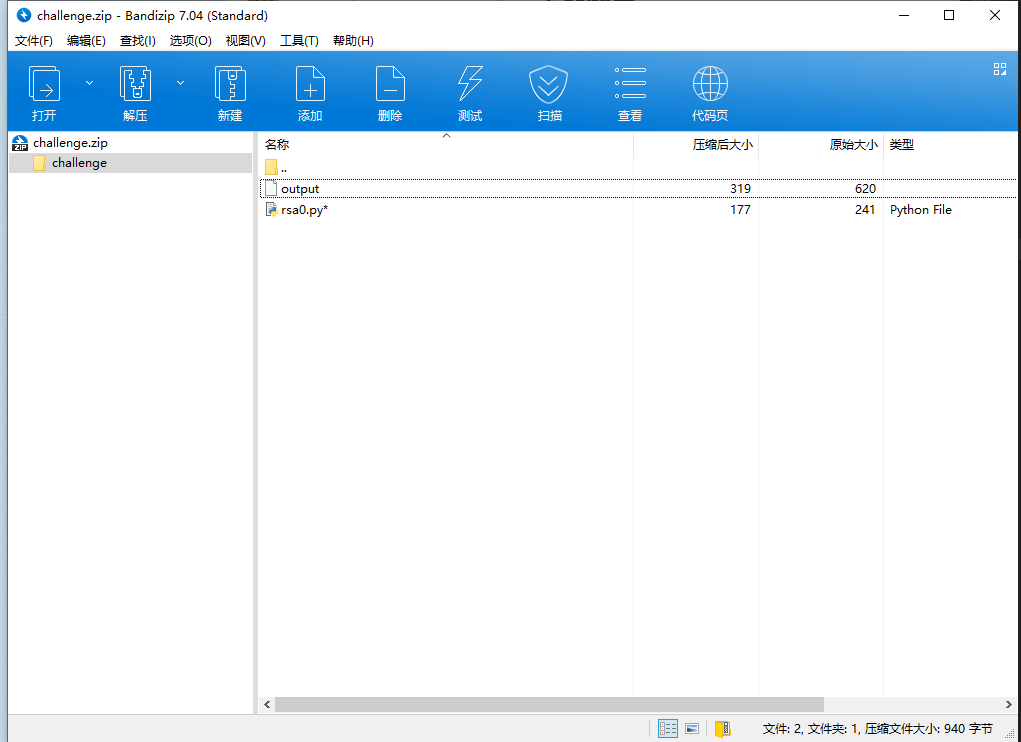 challenge.zip - Bandizip 7.04 (Standard)
文件(F) 编辑(E) 查找(I) 选项(O) 视图(V) 工具(T) 帮助(H)
打开 解压 新建 添加 删除 测试 扫描 查看 代码页
ZIP challenge.zip
challenge
名称 压缩后大小 原始大小 类型
..
output 319 620
rsa0.py* 177 241 Python File
文件: 2, 文件夹: 1, 压缩文件大小: 940 字节